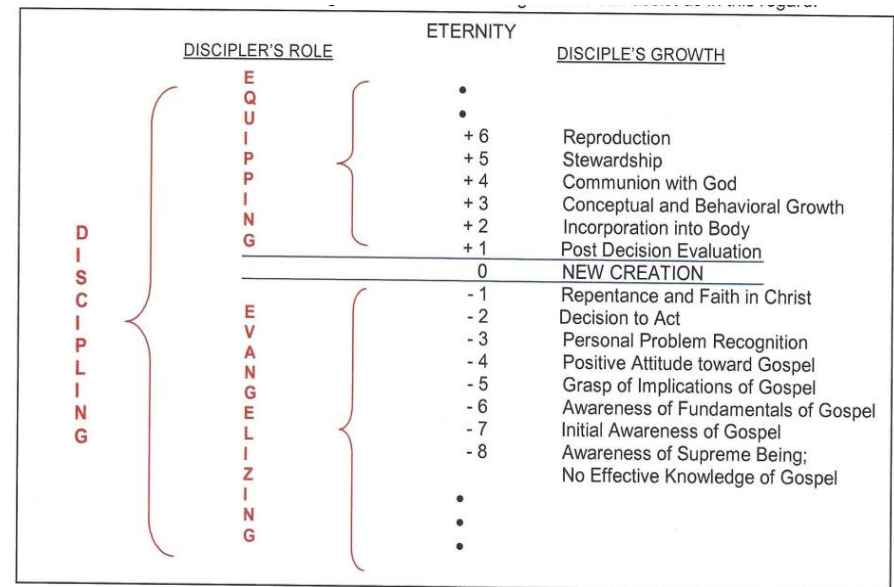 ETERNITY
DISCIPLER'S ROLE
DISCIPLE'S GROWTH
DISCIPLING
EQUIPPING
EVANGELIZING
+ 6 Reproduction
+ 5 Stewardship
+ 4 Communion with God
+ 3 Conceptual and Behavioral Growth
+ 2 Incorporation into Body
+ 1 Post Decision Evaluation
0 NEW CREATION
- 1 Repentance and Faith in Christ
- 2 Decision to Act
- 3 Personal Problem Recognition
- 4 Positive Attitude toward Gospel
- 5 Grasp of Implications of Gospel
- 6 Awareness of Fundamentals of Gospel
- 7 Initial Awareness of Gospel
- 8 Awareness of Supreme Being;
No Effective Knowledge of Gospel